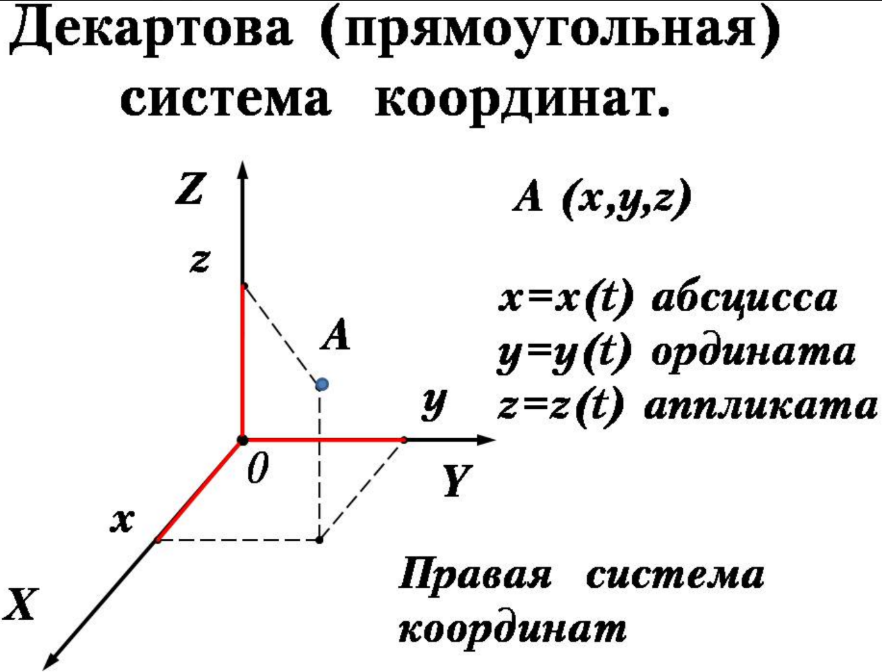 Декартова (прямоугольная)
система координат.
Z
A (x,y,z)
z
x=x(t) абсцисса
A
y=y(t) ордината
y
z=z(t) аппликата
0
Y
x
Правая система
X
координат